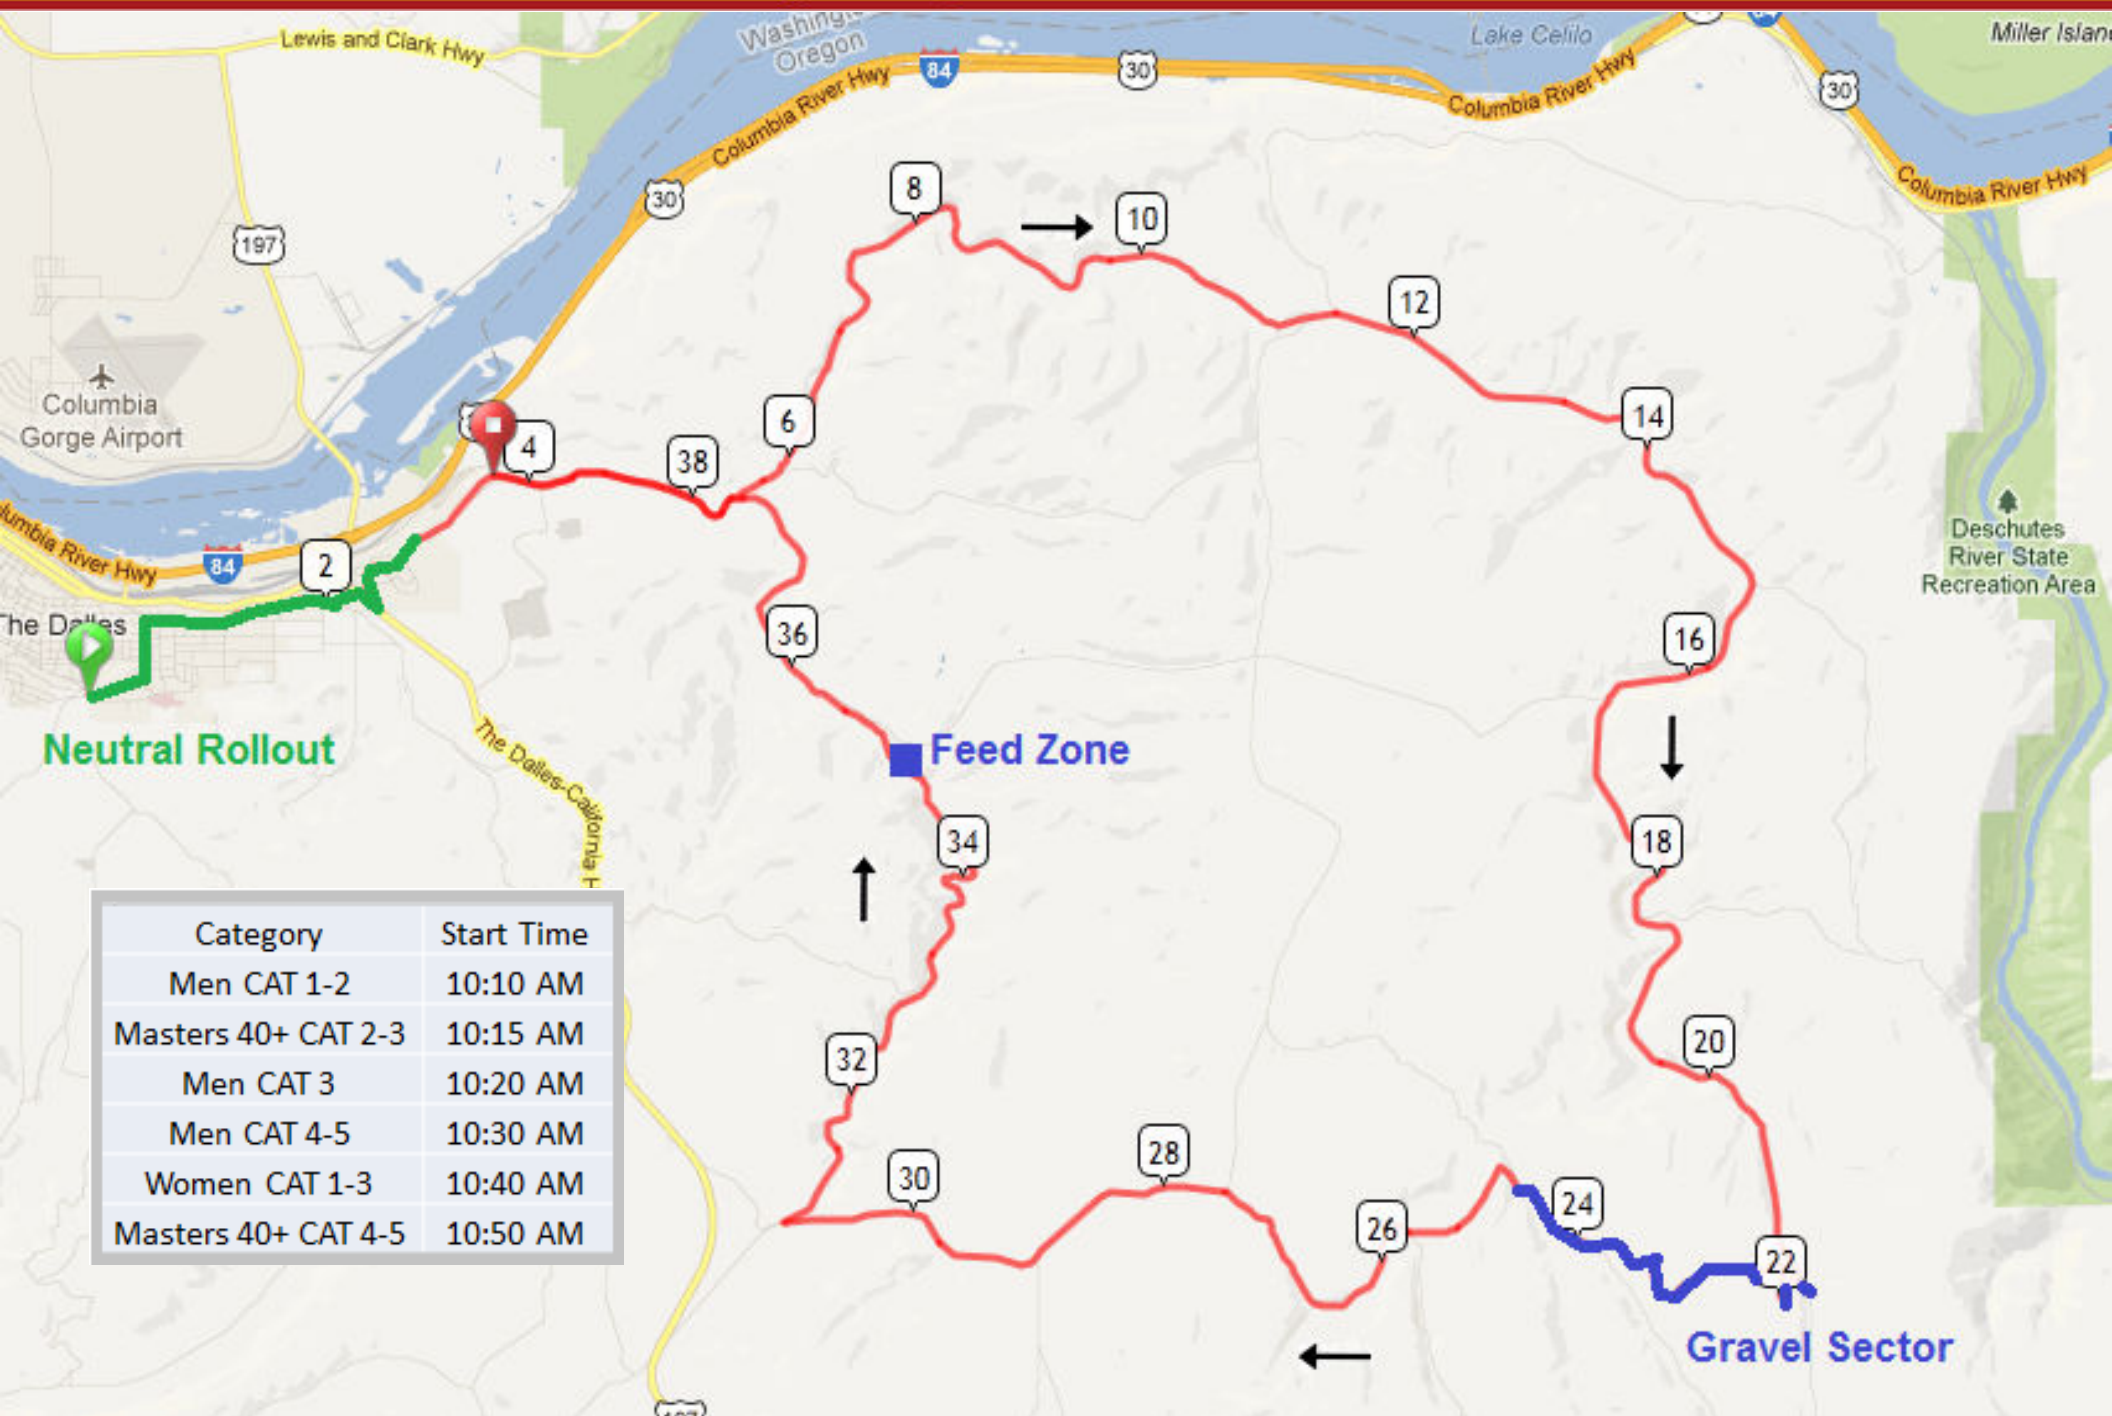 Lewis and Clark Hwy
Washington
Oregon
Lake Celilo
Miller Island
84
30
30
30
Columbia River Hwy
Columbia River Hwy
Columbia River Hwy
8
10
12
14
197
30
6
4
38
Columbia
Gorge Airport
Columbia River Hwy
84
2
The Dalles
Deschutes
River State
Recreation Area
36
16
Neutral Rollout
Feed Zone
The Dalles-California H
34
18
20
32
30
28
26
24
22
Gravel Sector
Category Start Time
Men CAT 1-2 10:10 AM
Masters 40+ CAT 2-3 10:15 AM
Men CAT 3 10:20 AM
Men CAT 4-5 10:30 AM
Women CAT 1-3 10:40 AM
Masters 40+ CAT 4-5 10:50 AM